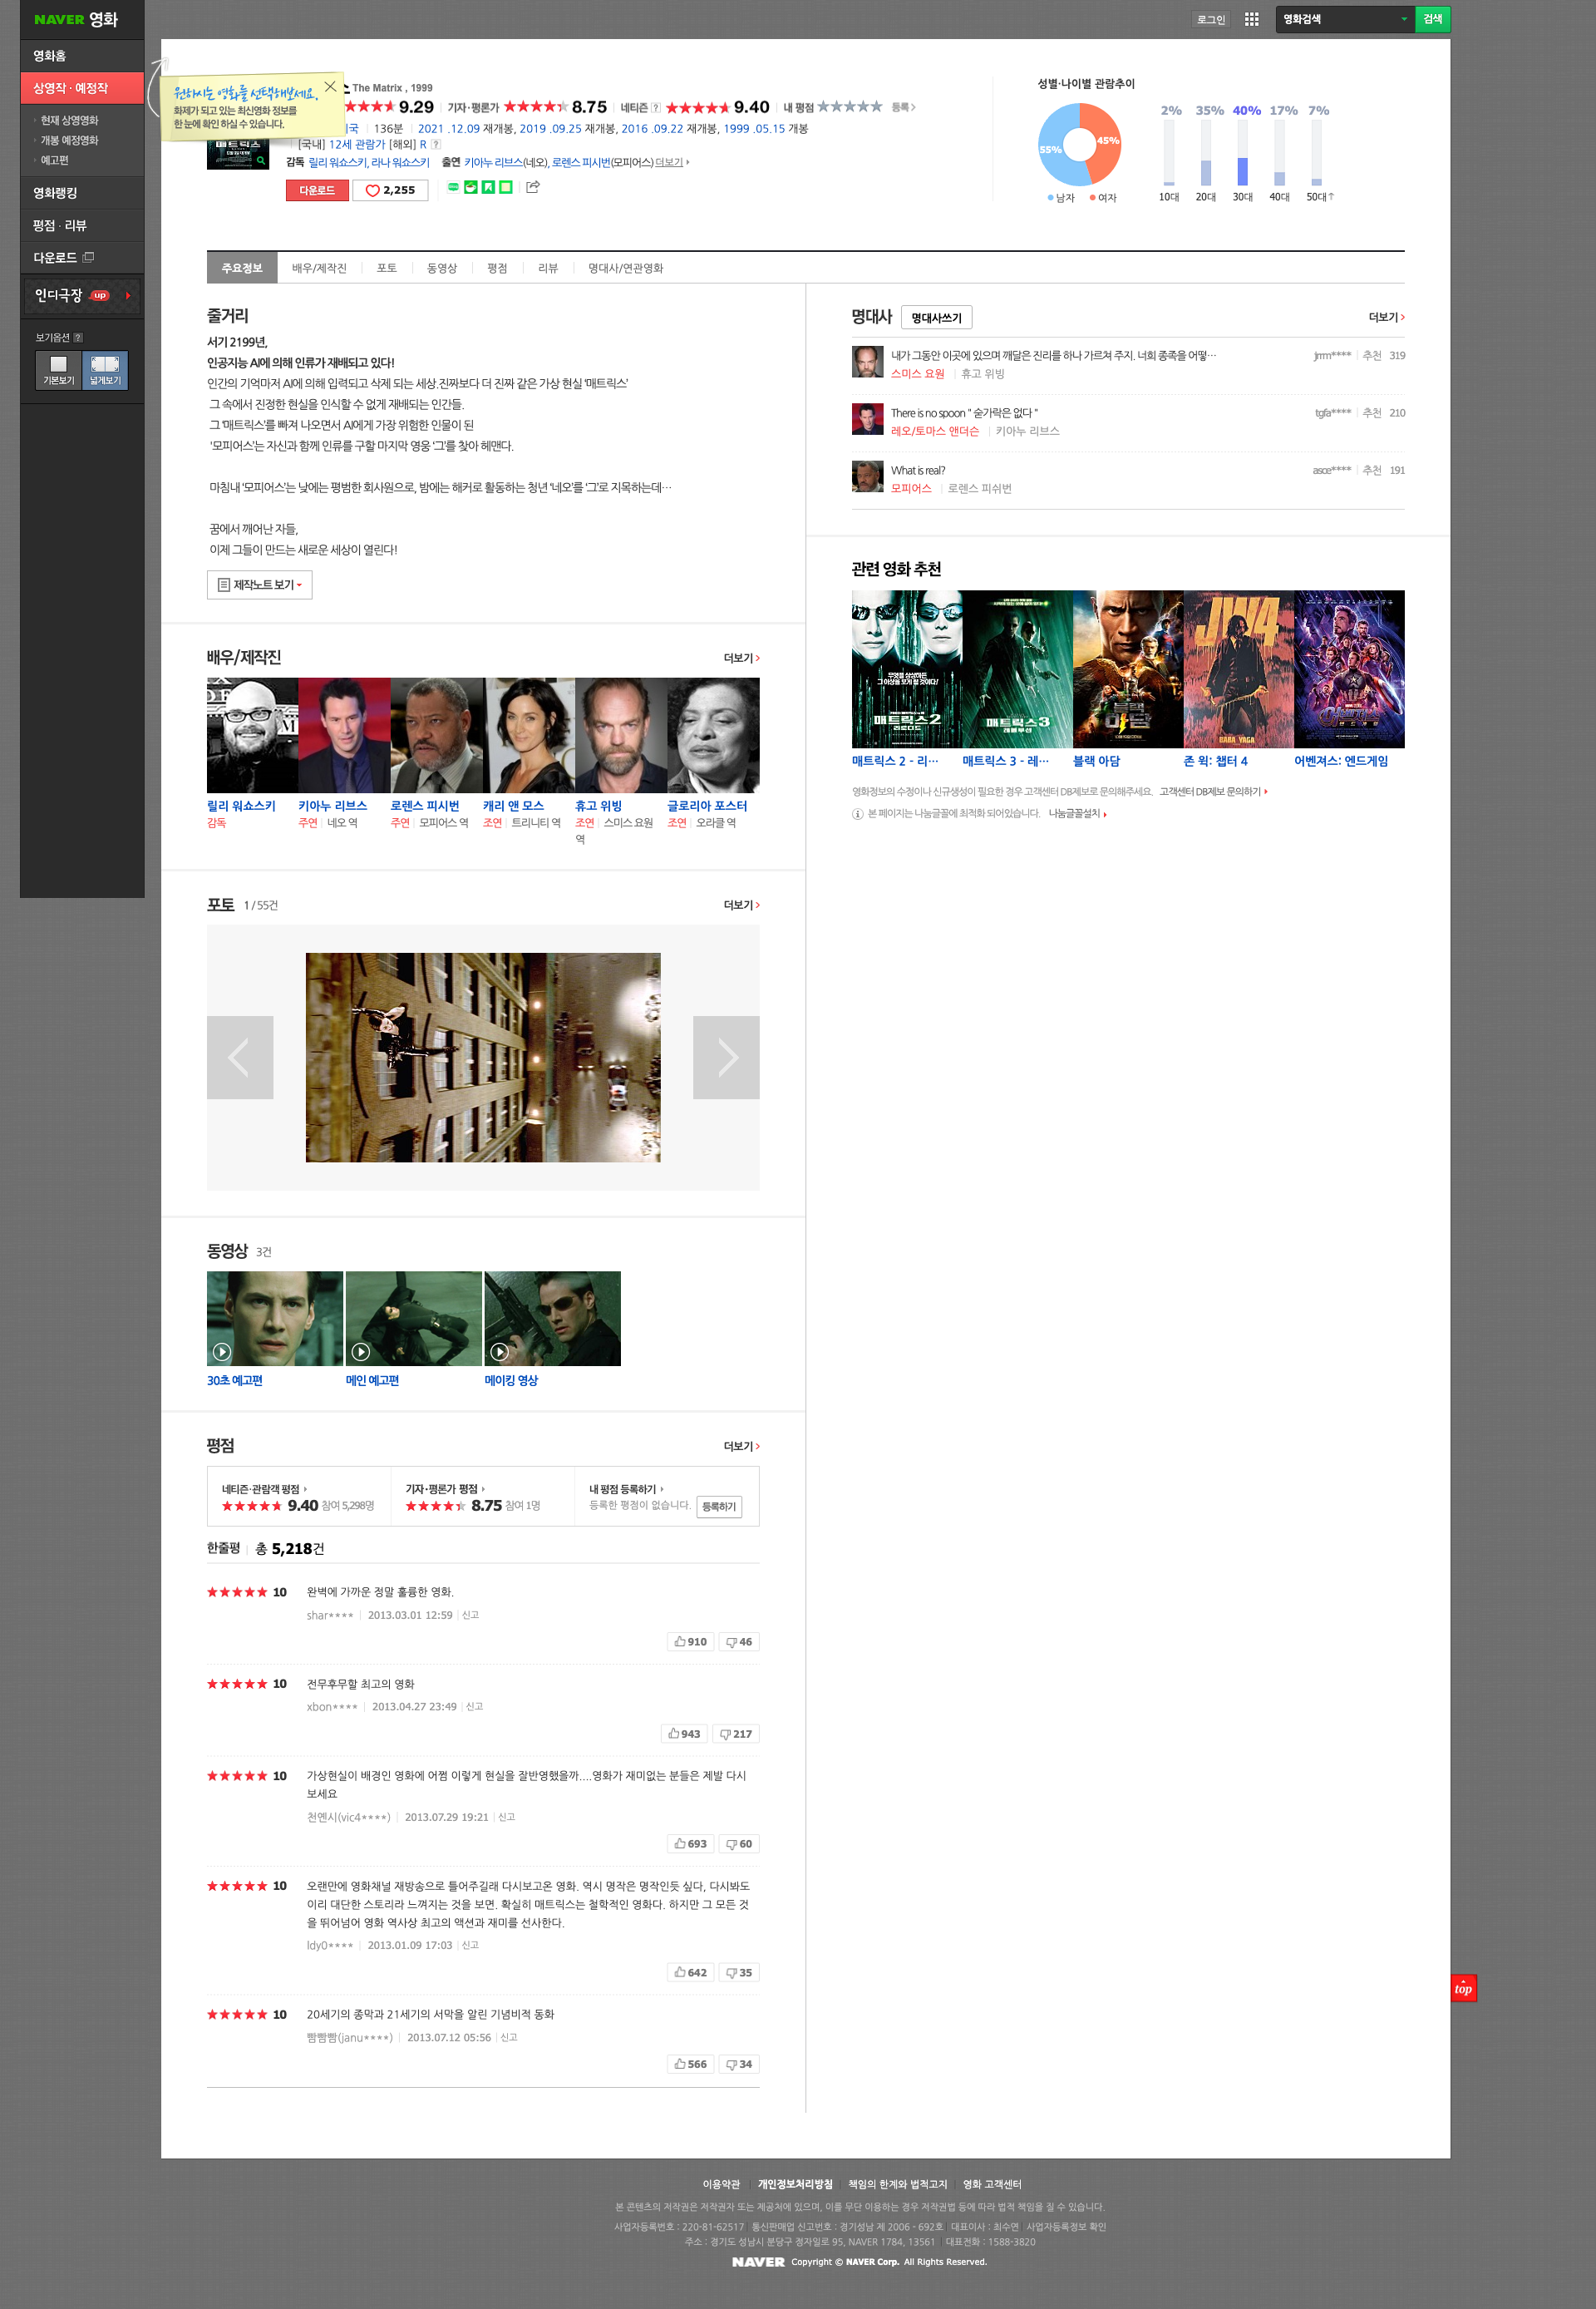 NAVER 영화
로그인
영화검색
검색
영화홈
상영작 · 예정작
현재 상영영화
개봉 예정영화
예고편
영화랭킹
평점 · 리뷰
다운로드
인디극장 up
보기옵션 ?
기본보기 넓게보기
원하시는 영화를 선택해보세요.
화제가 되고 있는 최신영화 정보를
한 눈에 확인 하실 수 있습니다.
The Matrix , 1999
9.29 기자·평론가 8.75 네티즌 ? 9.40 내 평점 등록
국 136분 2021 .12.09 재개봉, 2019 .09.25 재개봉, 2016 .09.22 재개봉, 1999 .05.15 개봉
[국내] 12세 관람가 [해외] R ?
감독 릴리 워쇼스키, 라나 워쇼스키 출연 키아누 리브스(네오), 로렌스 피시번(모피어스) 더보기
다운로드 2,255
매트릭스
성별·나이별 관람추이
55% 45%
남자 여자
2% 35% 40% 17% 7%
10대 20대 30대 40대 50대↑
주요정보 배우/제작진 포토 동영상 평점 리뷰 명대사/연관영화
줄거리
서기 2199년,
인공지능 AI에 의해 인류가 재배되고 있다!
인간의 기억마저 AI에 의해 입력되고 삭제 되는 세상.진짜보다 더 진짜 같은 가상 현실 '매트릭스'
그 속에서 진정한 현실을 인식할 수 없게 재배되는 인간들.
그 '매트릭스'를 빠져 나오면서 AI에게 가장 위험한 인물이 된
'모피어스'는 자신과 함께 인류를 구할 마지막 영웅 '그'를 찾아 헤맨다.
마침내 '모피어스'는 낮에는 평범한 회사원으로, 밤에는 해커로 활동하는 청년 '네오'를 '그'로 지목하는데…
꿈에서 깨어난 자들,
이제 그들이 만드는 새로운 세상이 열린다!
제작노트 보기
배우/제작진 더보기
릴리 워쇼스키 키아누 리브스 로렌스 피시번 캐리 앤 모스 휴고 위빙 글로리아 포스터
감독 주연 네오 역 주연 모피어스 역 조연 트리니티 역 조연 스미스 요원 역 조연 오라클 역
포토 1 / 55건 더보기
동영상 3건
30초 예고편 메인 예고편 메이킹 영상
평점 더보기
네티즌·관람객 평점 기자·평론가 평점 내 평점 등록하기
9.40 참여 5,298명 8.75 참여 1명 등록한 평점이 없습니다. 등록하기
한줄평 총 5,218건
10 완벽에 가까운 정말 훌륭한 영화.
shar**** 2013.03.01 12:59 신고
910 46
10 전무후무할 최고의 영화
xbon**** 2013.04.27 23:49 신고
943 217
10 가상현실이 배경인 영화에 어쩜 이렇게 현실을 잘반영했을까....영화가 재미없는 분들은 제발 다시
보세요
천옌시(vic4****) 2013.07.29 19:21 신고
693 60
10 오랜만에 영화채널 재방송으로 틀어주길래 다시보고온 영화. 역시 명작은 명작인듯 싶다, 다시봐도
이리 대단한 스토리라 느껴지는 것을 보면. 확실히 매트릭스는 철학적인 영화다. 하지만 그 모든 것
을 뛰어넘어 영화 역사상 최고의 액션과 재미를 선사한다.
ldy0**** 2013.01.09 17:03 신고
642 35
10 20세기의 종막과 21세기의 서막을 알린 기념비적 동화
빰빰빰(janu****) 2013.07.12 05:56 신고
566 34
명대사 명대사쓰기 더보기
내가 그동안 이곳에 있으며 깨달은 진리를 하나 가르쳐 주지. 너희 종족을 어떻… jrrm**** 추천 319
스미스 요원 휴고 위빙
There is no spoon " 숟가락은 없다 " tgfa**** 추천 210
레오/토마스 앤더슨 키아누 리브스
What is real? asce**** 추천 191
모피어스 로렌스 피쉬번
관련 영화 추천
무엇을 상상하든
그 이상을 보게 될 것이다!
매트릭스2
매트릭스3
블랙 아담
JW4
BABA YAGA
매트릭스 2 - 리… 매트릭스 3 - 레… 블랙 아담 존 윅: 챕터 4 어벤져스: 엔드게임
영화정보의 수정이나 신규생성이 필요한 경우 고객센터 DB제보로 문의해주세요. 고객센터 DB제보 문의하기
본 페이지는 나눔글꼴에 최적화 되어있습니다. 나눔글꼴설치
top
이용약관 개인정보처리방침 책임의 한계와 법적고지 영화 고객센터
본 콘텐츠의 저작권은 저작권자 또는 제공처에 있으며, 이를 무단 이용하는 경우 저작권법 등에 따라 법적 책임을 질 수 있습니다.
사업자등록번호 : 220-81-62517 통신판매업 신고번호 : 경기성남 제 2006 - 692호 대표이사 : 최수연 사업자등록정보 확인
주소 : 경기도 성남시 분당구 정자일로 95, NAVER 1784, 13561 대표전화 : 1588-3820
NAVER Copyright © NAVER Corp. All Rights Reserved.